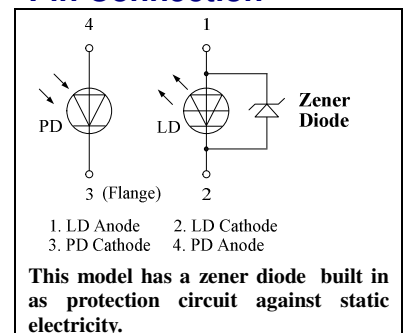 4 1
PD LD Zener Diode
3 (Flange) 2
1. LD Anode 2. LD Cathode
3. PD Cathode 4. PD Anode
This model has a zener diode built in
as protection circuit against static
electricity.